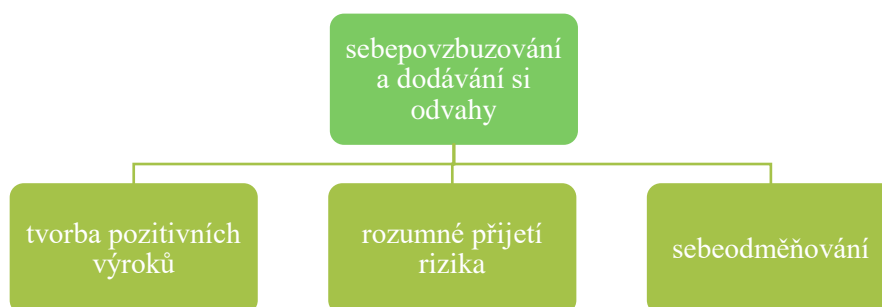 sebepovzbuzování
a dodávání si
odvahy
tvorba pozitivních
výroků
rozumné přijetí
rizika
sebeodměňování